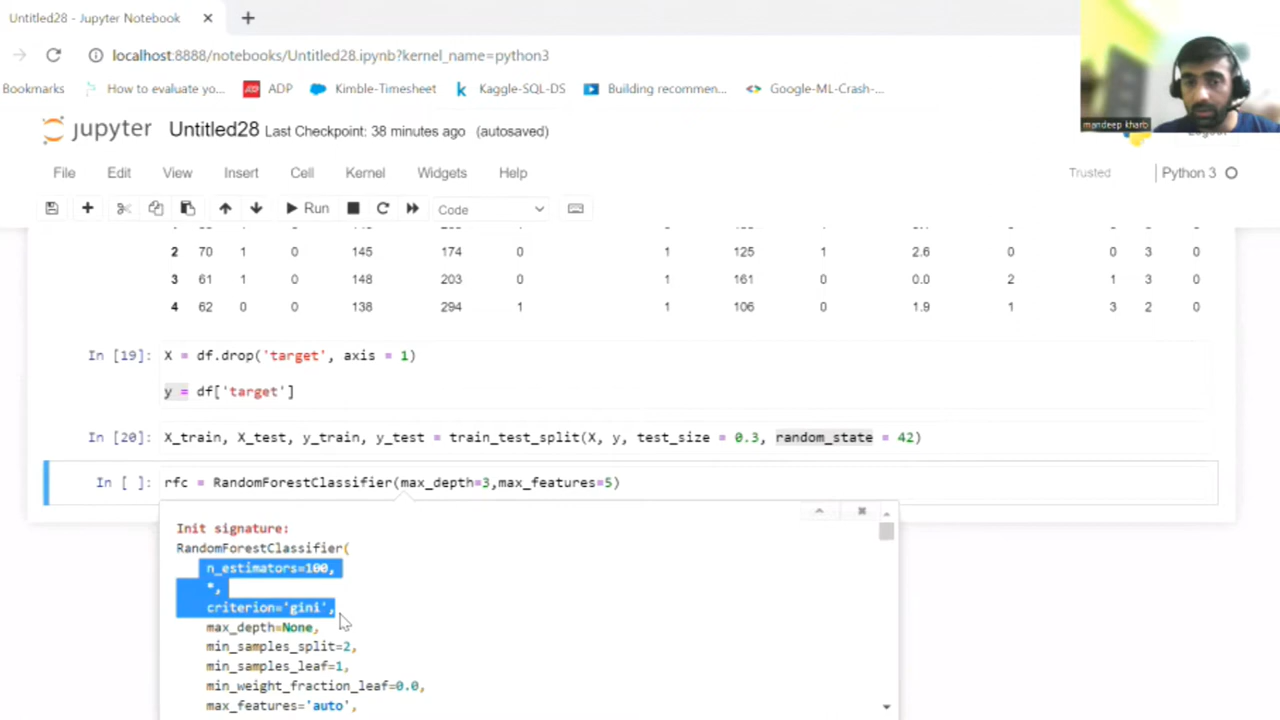 Untitled28 - Jupyter Notebook
localhost:8888/notebooks/Untitled28.ipynb?kernel_name=python3
Bookmarks How to evaluate yo... ADP Kimble-Timesheet Kaggle-SQL-DS Building recommen... Google-ML-Crash-...
mandeep kharb
jupyter Untitled28 Last Checkpoint: 38 minutes ago (autosaved)
File Edit View Insert Cell Kernel Widgets Help Trusted Python 3
Run Code
2 70 1 0 145 174 0 1 125 1 2.6 0 0 3 0
3 61 1 0 148 203 0 1 161 0 0.0 2 1 3 0
4 62 0 0 138 294 1 1 106 0 1.9 1 3 2 0
In [19]: X = df.drop('target', axis = 1)
y = df['target']
In [20]: X_train, X_test, y_train, y_test = train_test_split(X, y, test_size = 0.3, random_state = 42)
In [ ]: rfc = RandomForestClassifier(max_depth=3,max_features=5)
Init signature:
RandomForestClassifier(
n_estimators=100,
*,
criterion='gini',
max_depth=None,
min_samples_split=2,
min_samples_leaf=1,
min_weight_fraction_leaf=0.0,
max_features='auto',